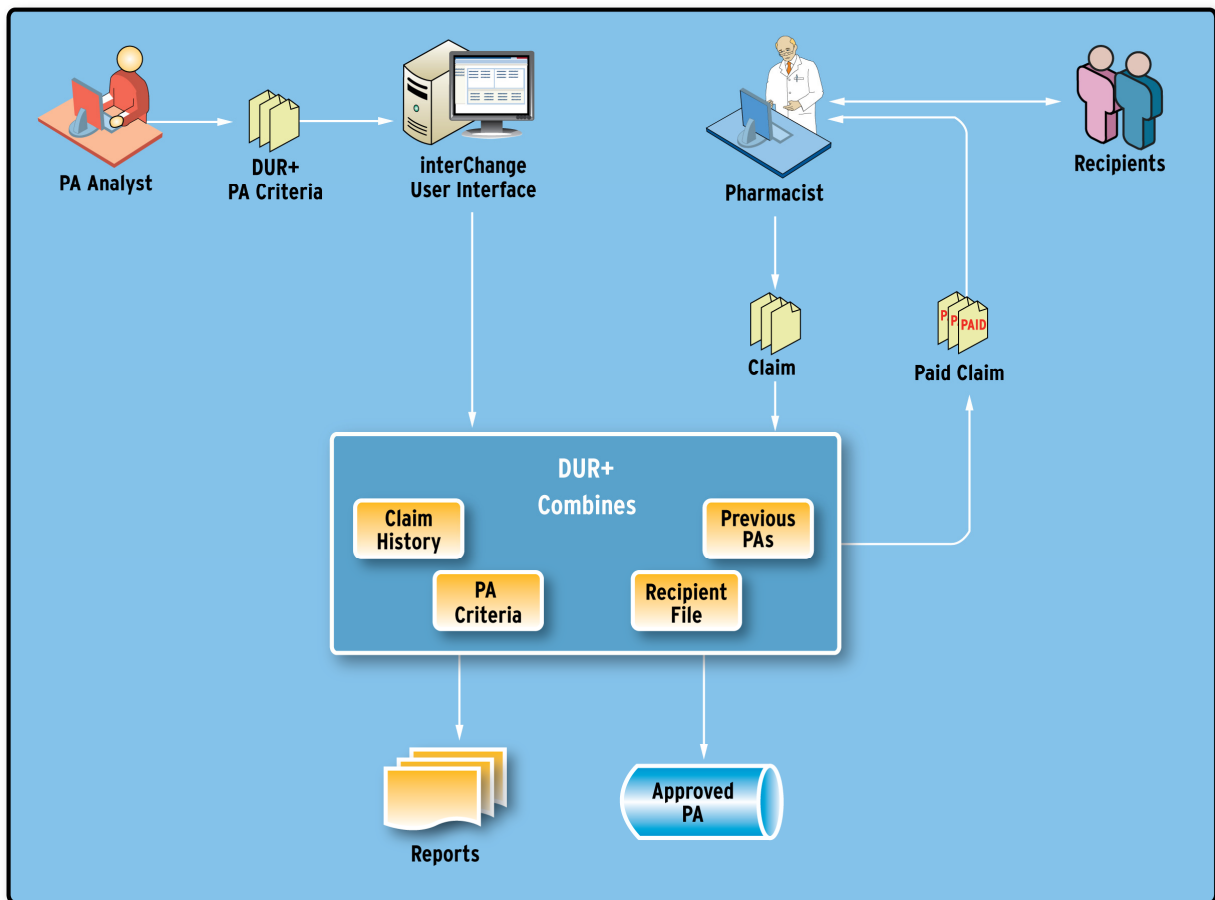 PA Analyst
DUR+
PA Criteria
interChange
User Interface
Pharmacist
Recipients
Claim
P
P
PAID
Paid Claim
DUR+
Combines
Claim
History
PA
Criteria
Previous
PAs
Recipient
File
Reports
Approved
PA